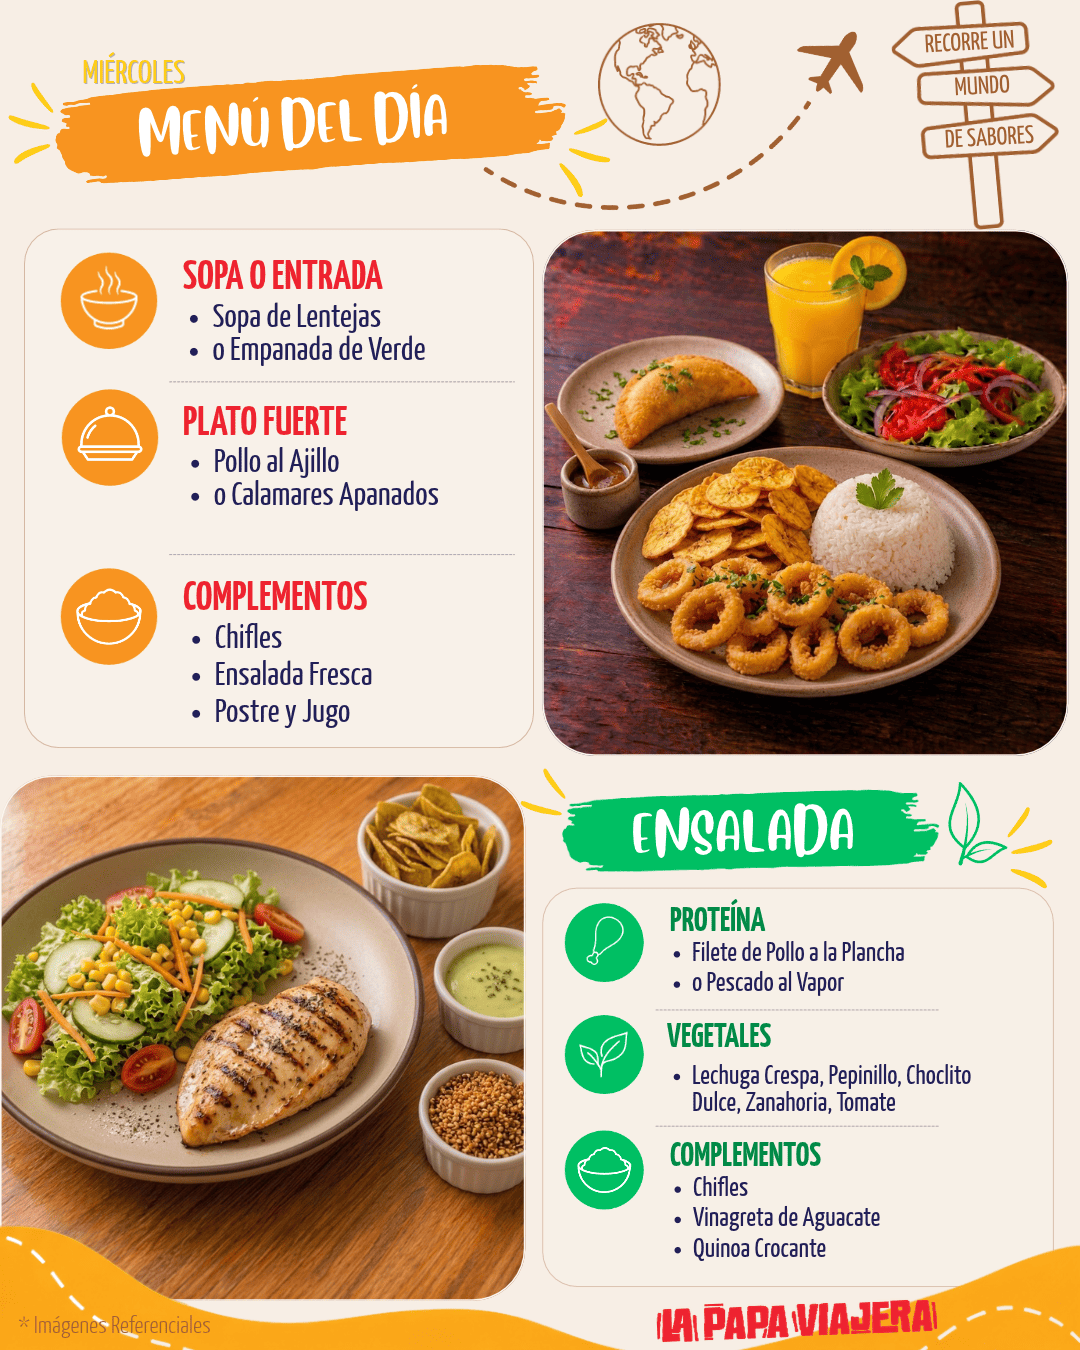 MIÉRCOLES
MENÚ DEL DÍA
RECORRE UN
MUNDO
DE SABORES
SOPA O ENTRADA
• Sopa de Lentejas
• o Empanada de Verde
PLATO FUERTE
• Pollo al Ajillo
• o Calamares Apanados
COMPLEMENTOS
• Chifles
• Ensalada Fresca
• Postre y Jugo
ENSALADA
PROTEÍNA
• Filete de Pollo a la Plancha
• o Pescado al Vapor
VEGETALES
• Lechuga Crespa, Pepinillo, Choclito
Dulce, Zanahoria, Tomate
COMPLEMENTOS
• Chifles
• Vinagreta de Aguacate
• Quinoa Crocante
* Imágenes Referenciales
LA PAPA VIAJERA